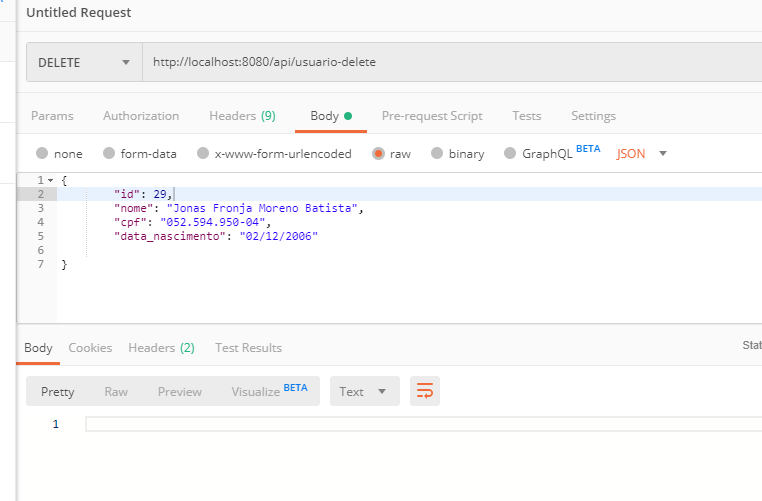 Untitled Request
DELETE http://localhost:8080/api/usuario-delete
Params Authorization Headers (9) Body Pre-request Script Tests Settings
none form-data x-www-form-urlencoded raw binary GraphQL BETA JSON
1 {
2 "id": 29,
3 "nome": "Jonas Fronja Moreno Batista",
4 "cpf": "052.594.950-04",
5 "data_nascimento": "02/12/2006"
6
7 }
Body Cookies Headers (2) Test Results Stat
Pretty Raw Preview Visualize BETA Text
1